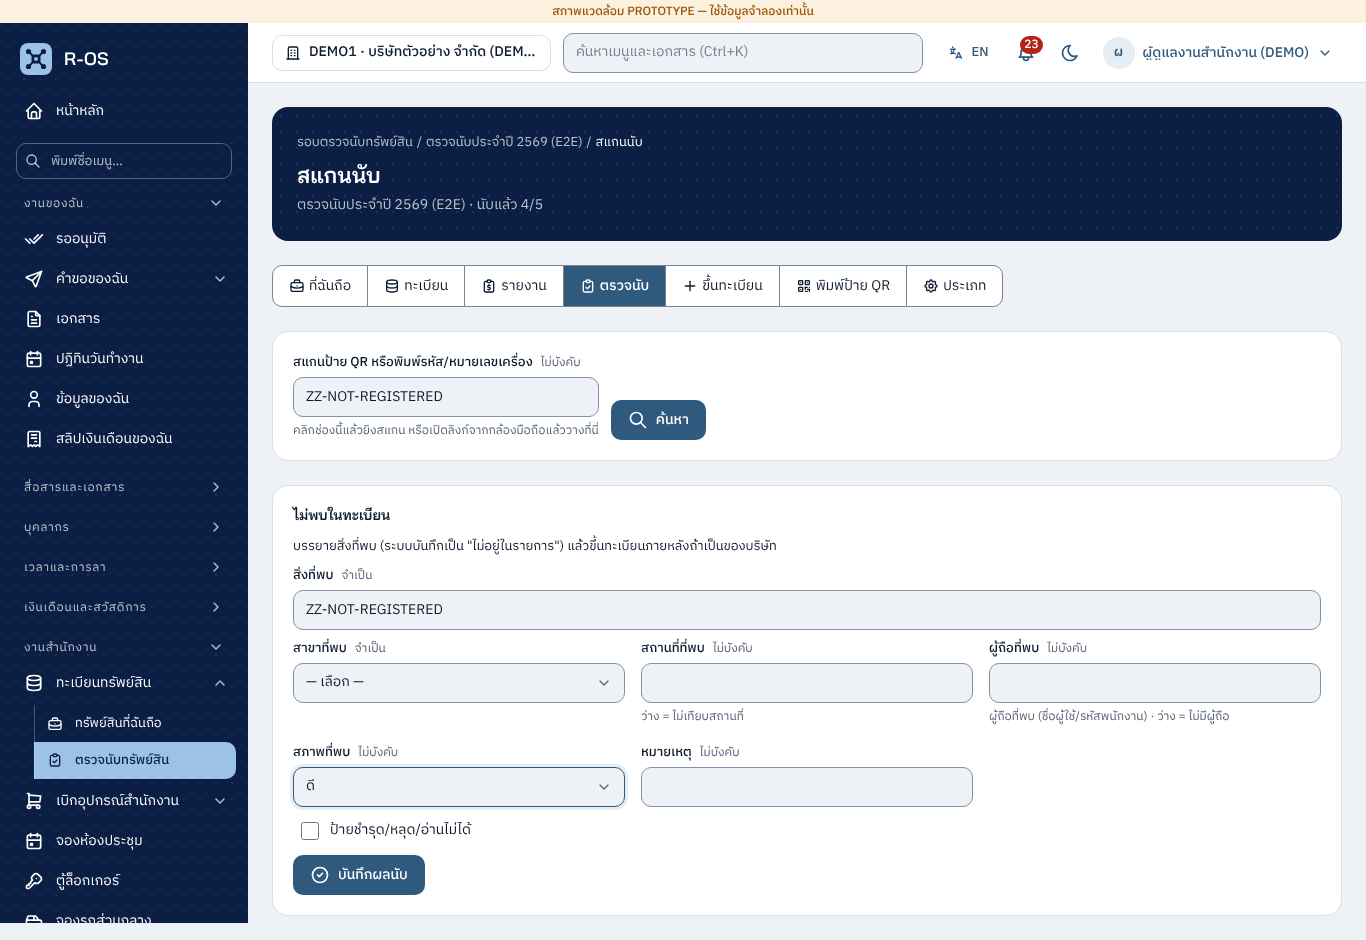 สภาพแวดล้อม PROTOTYPE — ใช้ข้อมูลจำลองเท่านั้น
R-OS
หน้าหลัก
พิมพ์ชื่อเมนู...
งานของฉัน
รออนุมัติ
คำขอของฉัน
เอกสาร
ปฏิทินวันทำงาน
ข้อมูลของฉัน
สลิปเงินเดือนของฉัน
สื่อสารและเอกสาร
บุคลากร
เวลาและการลา
เงินเดือนและสวัสดิการ
งานสำนักงาน
ทะเบียนทรัพย์สิน
ทรัพย์สินที่ฉันถือ
ตรวจนับทรัพย์สิน
เบิกอุปกรณ์สำนักงาน
จองห้องประชุม
ตู้ล็อกเกอร์
จองรถส่วนกลาง
DEMO1 · บริษัทตัวอย่าง จำกัด (DEM...
ค้นหาเมนูและเอกสาร (Ctrl+K)
EN
23
ผ
ผู้ดูแลงานสำนักงาน (DEMO)
รอบตรวจนับทรัพย์สิน / ตรวจนับประจำปี 2569 (E2E) / สแกนนับ
สแกนนับ
ตรวจนับประจำปี 2569 (E2E) · นับแล้ว 4/5
ที่ฉันถือ
ทะเบียน
รายงาน
ตรวจนับ
ขึ้นทะเบียน
พิมพ์ป้าย QR
ประเภท
สแกนป้าย QR หรือพิมพ์รหัส/หมายเลขเครื่อง ไม่บังคับ
ZZ-NOT-REGISTERED
ค้นหา
คลิกช่องนี้แล้วยิงสแกน หรือเปิดลิงก์จากกล้องมือถือแล้ววางที่นี่
ไม่พบในทะเบียน
บรรยายสิ่งที่พบ (ระบบบันทึกเป็น "ไม่อยู่ในรายการ") แล้วขึ้นทะเบียนภายหลังถ้าเป็นของบริษัท
สิ่งที่พบ จำเป็น
ZZ-NOT-REGISTERED
สาขาที่พบ จำเป็น
— เลือก —
สถานที่ที่พบ ไม่บังคับ
ว่าง = ไม่เทียบสถานที่
ผู้ถือที่พบ ไม่บังคับ
ผู้ถือที่พบ (ชื่อผู้ใช้/รหัสพนักงาน) · ว่าง = ไม่มีผู้ถือ
สภาพที่พบ ไม่บังคับ
ดี
หมายเหตุ ไม่บังคับ
ป้ายชำรุด/หลุด/อ่านไม่ได้
บันทึกผลนับ